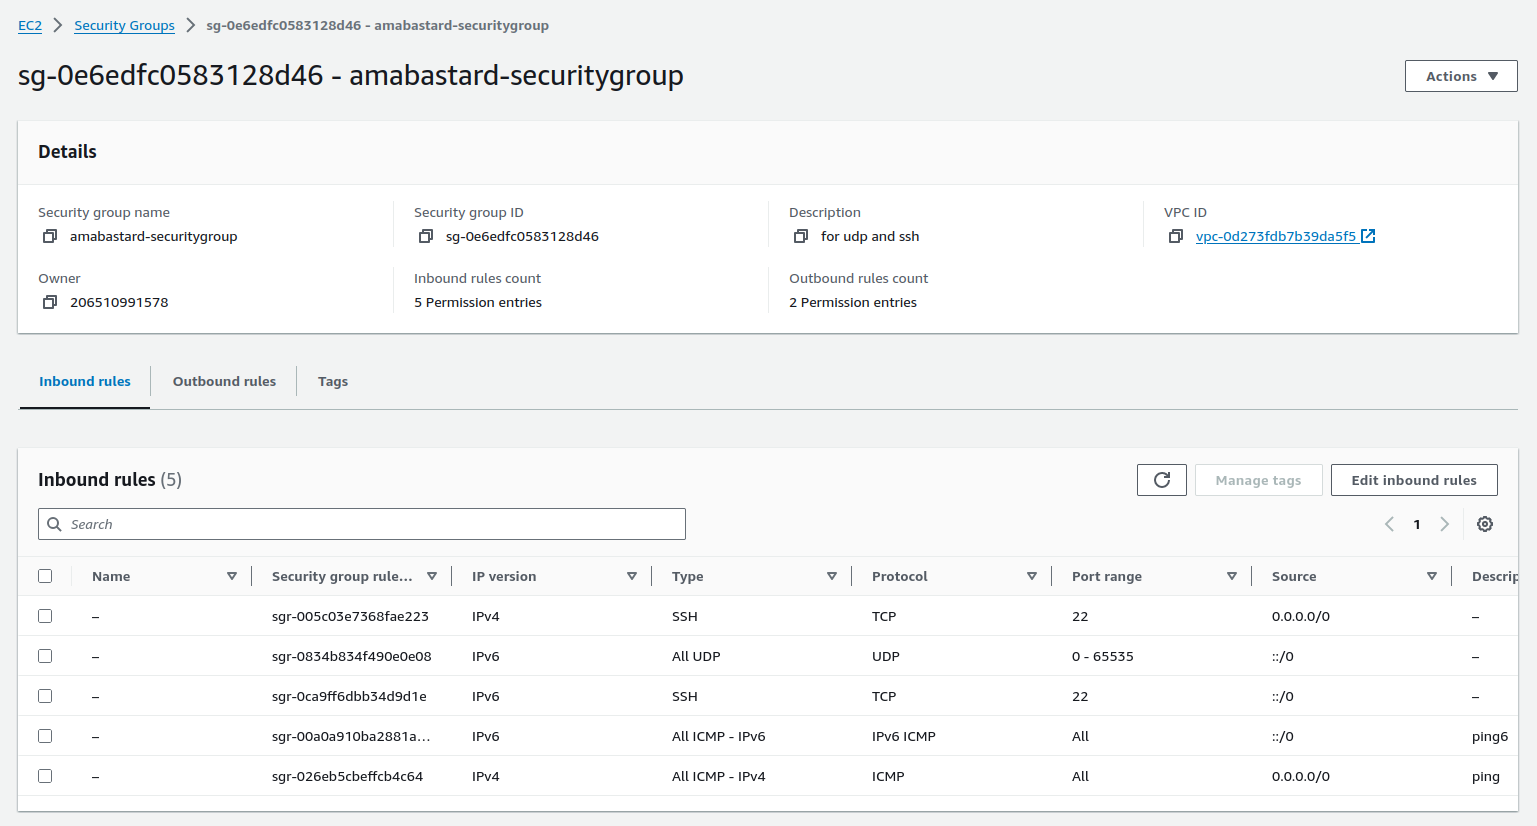 EC2 > Security Groups > sg-0e6edfc0583128d46 - amabastard-securitygroup
sg-0e6edfc0583128d46 - amabastard-securitygroup
Actions ▼
Details
Security group name
amabastard-securitygroup
Security group ID
sg-0e6edfc0583128d46
Description
for udp and ssh
VPC ID
vpc-0d273fdb7b39da5f5
Owner
206510991578
Inbound rules count
5 Permission entries
Outbound rules count
2 Permission entries
Inbound rules Outbound rules Tags
Inbound rules (5)
Manage tags Edit inbound rules
Search
1
Name Security group rule... IP version Type Protocol Port range Source Descrip
– sgr-005c03e7368fae223 IPv4 SSH TCP 22 0.0.0.0/0 –
– sgr-0834b834f490e0e08 IPv6 All UDP UDP 0 - 65535 ::/0 –
– sgr-0ca9ff6dbb34d9d1e IPv6 SSH TCP 22 ::/0 –
– sgr-00a0a910ba2881a... IPv6 All ICMP - IPv6 IPv6 ICMP All ::/0 ping6
– sgr-026eb5cbeffcb4c64 IPv4 All ICMP - IPv4 ICMP All 0.0.0.0/0 ping